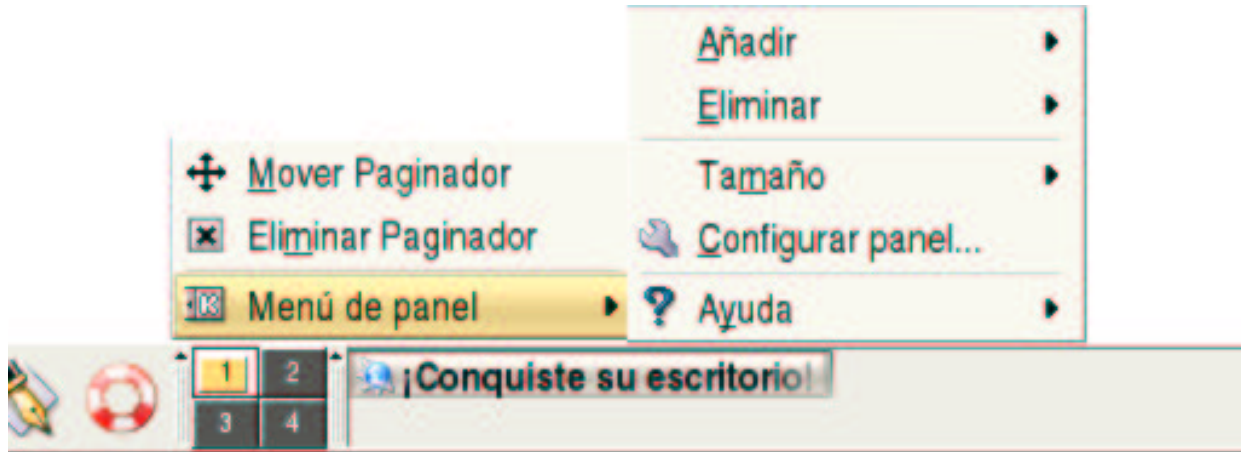 Mover Paginador
Eliminar Paginador
Menú de panel
Añadir
Eliminar
Tamaño
Configurar panel...
Ayuda
1 2
3 4
¡Conquiste su escritorio!